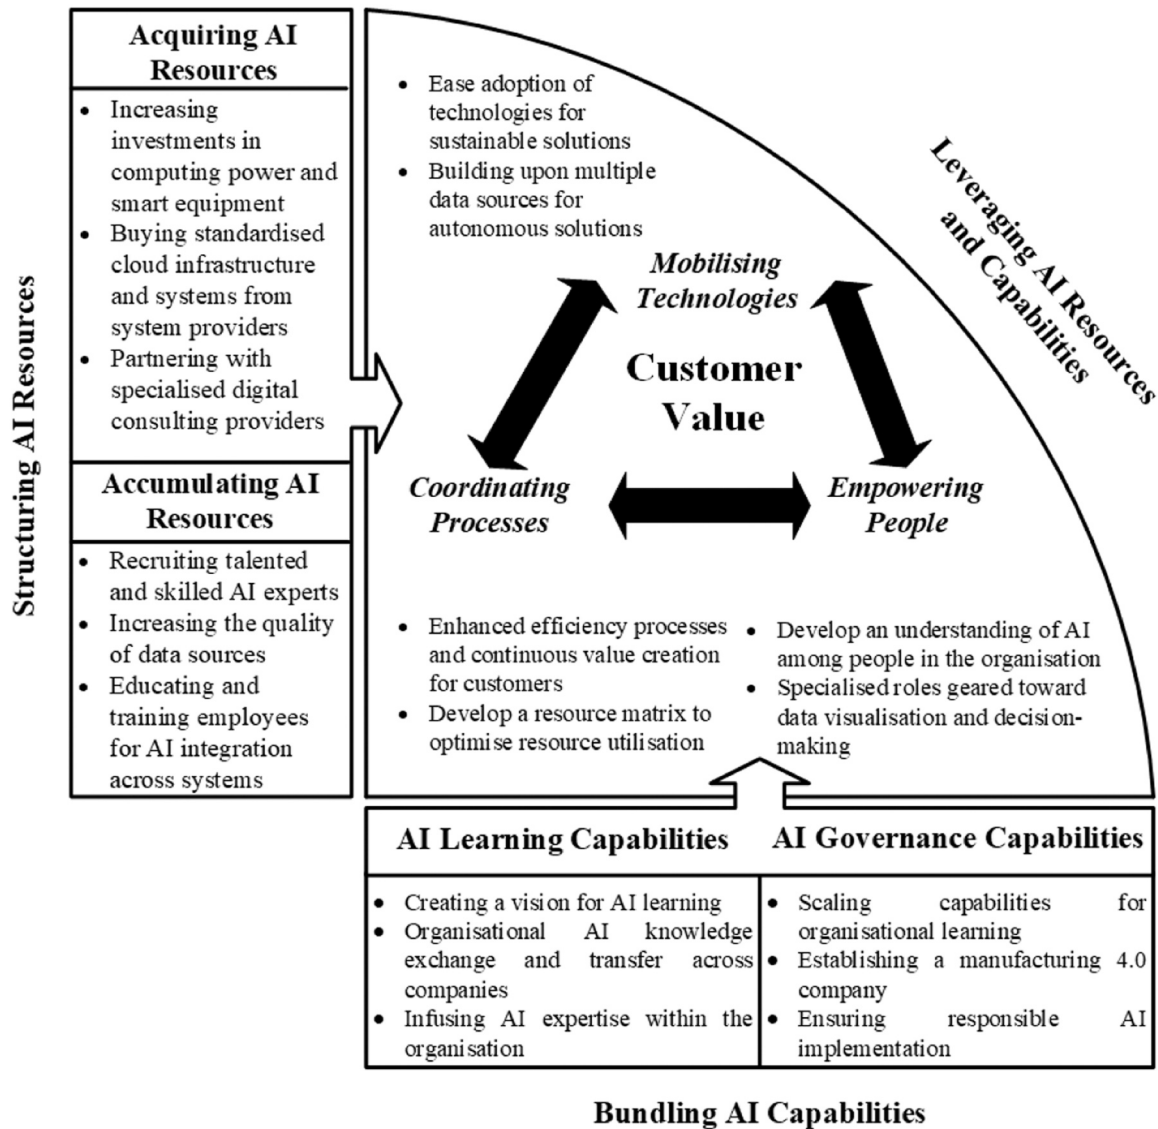 Structuring AI Resources
Acquiring AI
Resources
• Increasing
investments in
computing power and
smart equipment
• Buying standardised
cloud infrastructure
and systems from
system providers
• Partnering with
specialised digital
consulting providers
Accumulating AI
Resources
• Recruiting talented
and skilled AI experts
• Increasing the quality
of data sources
• Educating and
training employees
for AI integration
across systems
• Ease adoption of
technologies for
sustainable solutions
• Building upon multiple
data sources for
autonomous solutions
Leveraging AI Resources
and Capabilities
Mobilising
Technologies
Customer
Value
Coordinating
Processes
Empowering
People
• Enhanced efficiency processes
and continuous value creation
for customers
• Develop a resource matrix to
optimise resource utilisation
• Develop an understanding of AI
among people in the organisation
• Specialised roles geared toward
data visualisation and decision-
making
AI Learning Capabilities
• Creating a vision for AI learning
• Organisational AI knowledge
exchange and transfer across
companies
• Infusing AI expertise within the
organisation
AI Governance Capabilities
• Scaling capabilities for
organisational learning
• Establishing a manufacturing 4.0
company
• Ensuring responsible AI
implementation
Bundling AI Capabilities